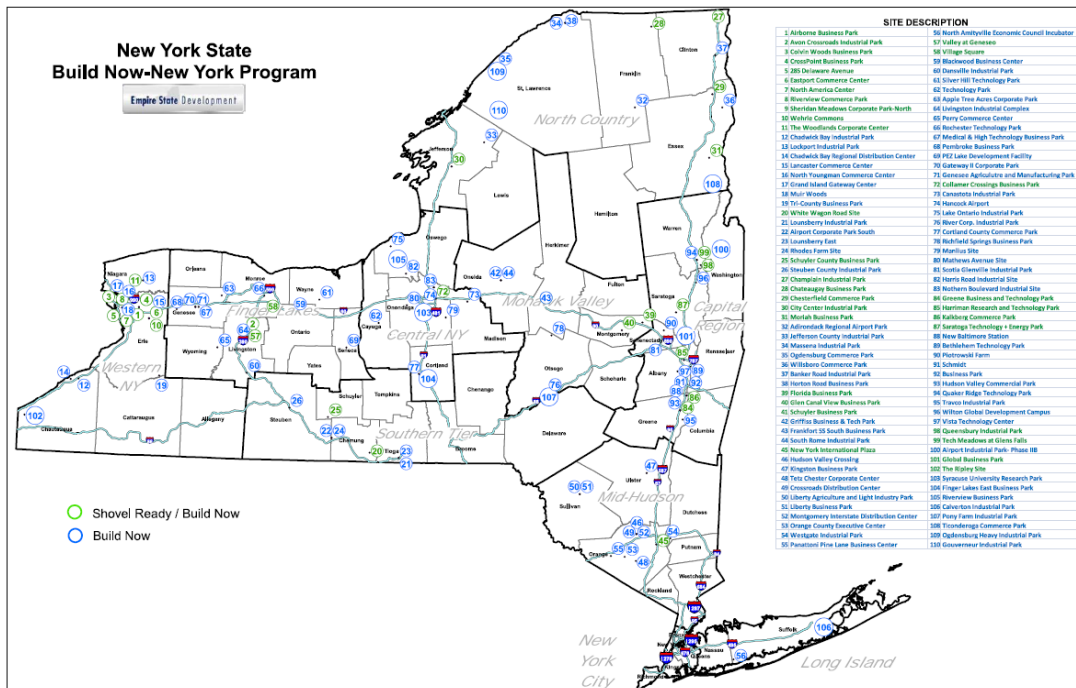 New York State
Build Now-New York Program
Empire State Development
SITE DESCRIPTION
1 Airborne Business Park
2 Avon Crossroads Industrial Park
3 Colvin Woods Business Park
4 CrossPoint Business Park
5 285 Delaware Avenue
6 Eastport Commerce Center
7 North America Center
8 Riverview Commerce Park
9 Sheridan Meadows Corporate Park-North
10 Wehrle Commons
11 The Woodlands Corporate Center
12 Chadwick Bay Industrial Park
13 Lockport Industrial Park
14 Chadwick Bay Regional Distribution Center
15 Lancaster Commerce Center
16 North Youngman Commerce Center
17 Grand Island Gateway Center
18 Muir Woods
19 Tri-County Business Park
20 White Wagon Road Site
21 Lounsberry Industrial Park
22 Airport Corporate Park South
23 Lounsberry East
24 Rhodes Farm Site
25 Schuyler County Business Park
26 Steuben County Industrial Park
27 Champlain Industrial Park
28 Chateaugay Business Park
29 Chesterfield Commerce Park
30 City Center Industrial Park
31 Moriah Business Park
32 Adirondack Regional Airport Park
33 Jefferson County Industrial Park
34 Massena Industrial Park
35 Ogdensburg Commerce Park
36 Willsboro Commerce Park
37 Banker Road Industrial Park
38 Horton Road Business Park
39 Florida Business Park
40 Glen Canal View Business Park
41 Schuyler Business Park
42 Griffiss Business & Tech Park
43 Frankfort 5S South Business Park
44 South Rome Industrial Park
45 New York International Plaza
46 Hudson Valley Crossing
47 Kingston Business Park
48 Tetz Chester Corporate Center
49 Crossroads Distribution Center
50 Liberty Agriculture and Light Industry Park
51 Liberty Business Park
52 Montgomery Interstate Distribution Center
53 Orange County Executive Center
54 Westgate Industrial Park
55 Panattoni Pine Lane Business Center
56 North Amityville Economic Council Incubator
57 Valley at Geneseo
58 Village Square
59 Blackwood Business Center
60 Dansville Industrial Park
61 Silver Hill Technology Park
62 Technology Park
63 Apple Tree Acres Corporate Park
64 Livingston Industrial Complex
65 Perry Commerce Center
66 Rochester Technology Park
67 Medical & High Technology Business Park
68 Pembroke Business Park
69 PEZ Lake Development Facility
70 Gateway II Corporate Park
71 Genesee Agriculutre and Manufacturing Park
72 Collamer Crossings Business Park
73 Canastota Industrial Park
74 Hancock Airport
75 Lake Ontario Industrial Park
76 River Corp. Industrial Park
77 Cortland County Commerce Park
78 Richfield Springs Business Park
79 Manlius Site
80 Mathews Avenue Site
81 Scotia Glenville Industrial Park
82 Harris Road Industrial Site
83 Nothern Boulevard Industrial Site
84 Greene Business and Technology Park
85 Harriman Research and Technology Park
86 Kalkberg Commerce Park
87 Saratoga Technology + Energy Park
88 New Baltimore Station
89 Bethlehem Technology Park
90 Piotrowski Farm
91 Schmidt
92 Business Park
93 Hudson Valley Commercial Park
94 Quaker Ridge Technology Park
95 Travco Industrial Park
96 Wilton Global Development Campus
97 Vista Technology Center
98 Queensbury Industrial Park
99 Tech Meadows at Glens Falls
100 Airport Industrial Park- Phase IIB
101 Global Business Park
102 The Ripley Site
103 Syracuse University Research Park
104 Finger Lakes East Business Park
105 Riverview Business Park
106 Calverton Industrial Park
107 Pony Farm Industrial Park
108 Ticonderoga Commerce Park
109 Ogdensburg Heavy Industrial Park
110 Gouverneur Industrial Park
North Country
Clinton
Franklin
St. Lawrence
Essex
Jefferson
Lewis
Hamilton
Warren
Washington
Oswego
Herkimer
Oneida
Mohawk Valley
Saratoga
Capital Region
Niagara
Orleans
Monroe
Wayne
Genesee
Finger Lakes
Ontario
Cayuga
Onondaga
Central NY
Madison
Montgomery
Schenectady
Rensselaer
Erie
Wyoming
Livingston
Yates
Seneca
Cortland
Otsego
Schoharie
Albany
Western NY
Chautauqua
Cattaraugus
Allegany
Steuben
Schuyler
Tompkins
Chemung
Tioga
Southern Tier
Chenango
Broome
Delaware
Greene
Columbia
Ulster
Mid-Hudson
Sullivan
Dutchess
Orange
Putnam
Westchester
Rockland
New York City
Nassau
Suffolk
Long Island
Shovel Ready / Build Now
Build Now